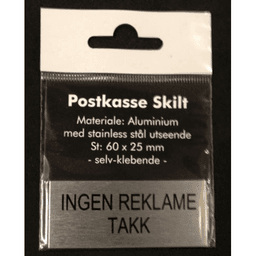 Postkasse Skilt
Materiale: Aluminium
med stainless stål utseende
St: 60 x 25 mm
- selv-klebende -
INGEN REKLAME
TAKK